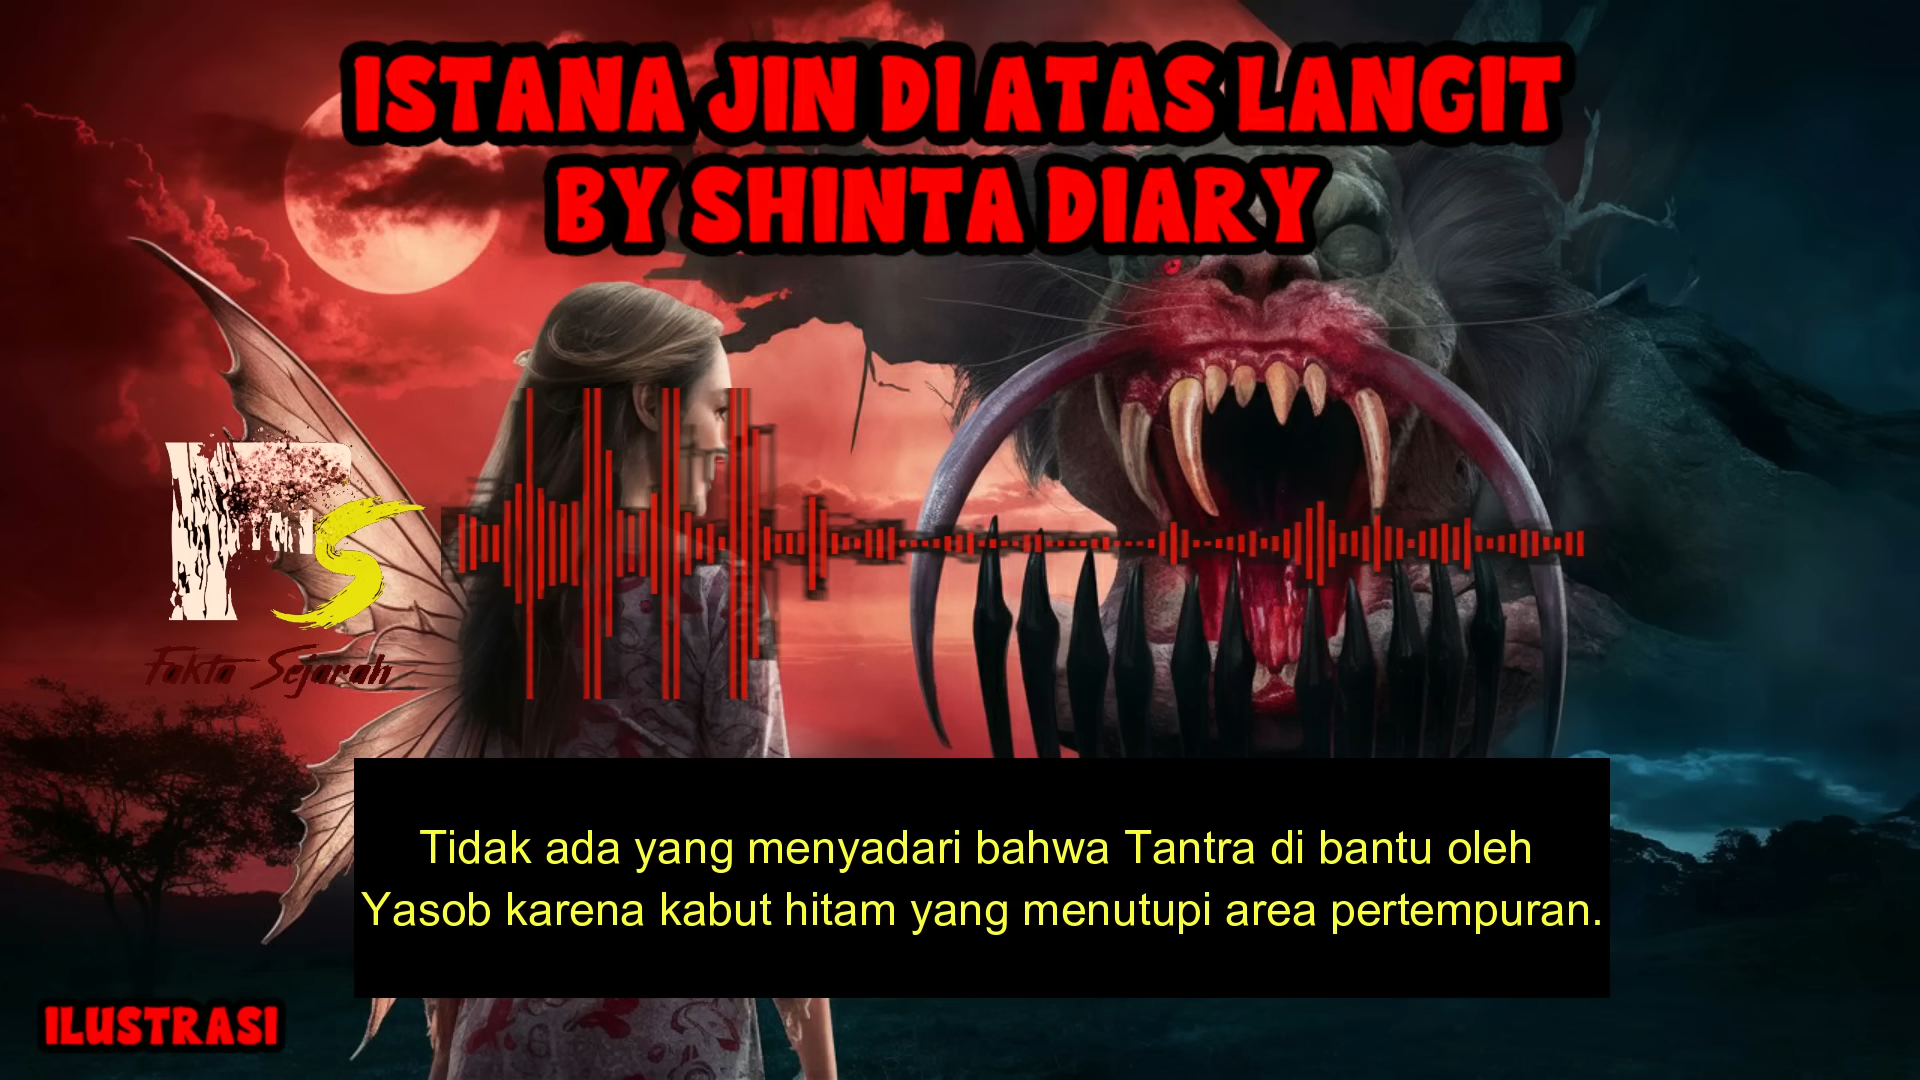 ISTANA JIN DI ATAS LANGIT
BY SHINTA DIARY
FS
Fakta Sejarah
Tidak ada yang menyadari bahwa Tantra di bantu oleh
Yasob karena kabut hitam yang menutupi area pertempuran.
ILUSTRASI